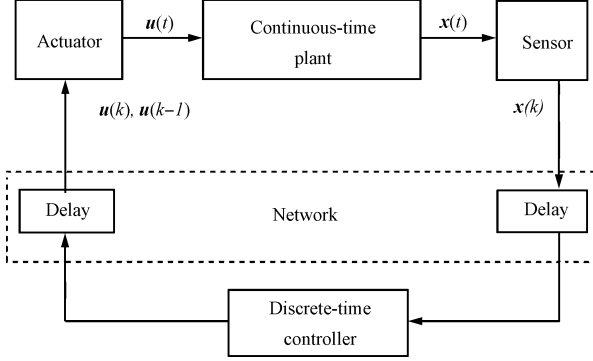 Actuator
u(t)
Continuous-time
plant
x(t)
Sensor
u(k), u(k−1)
x(k)
Delay
Network
Delay
Discrete-time
controller